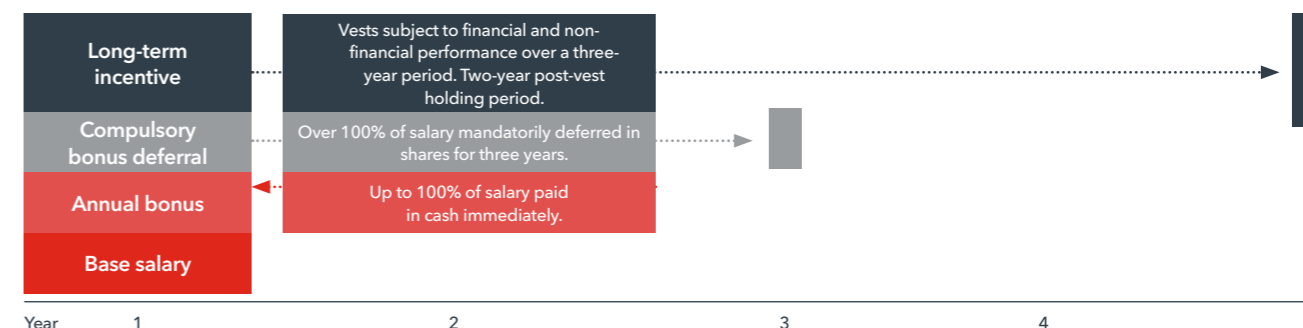 Long-term
incentive
Vests subject to financial and non-
financial performance over a three-
year period. Two-year post-vest
holding period.
Compulsory
bonus deferral
Over 100% of salary mandatorily deferred in
shares for three years.
Annual bonus
Up to 100% of salary paid
in cash immediately.
Base salary
Year 1 2 3 4